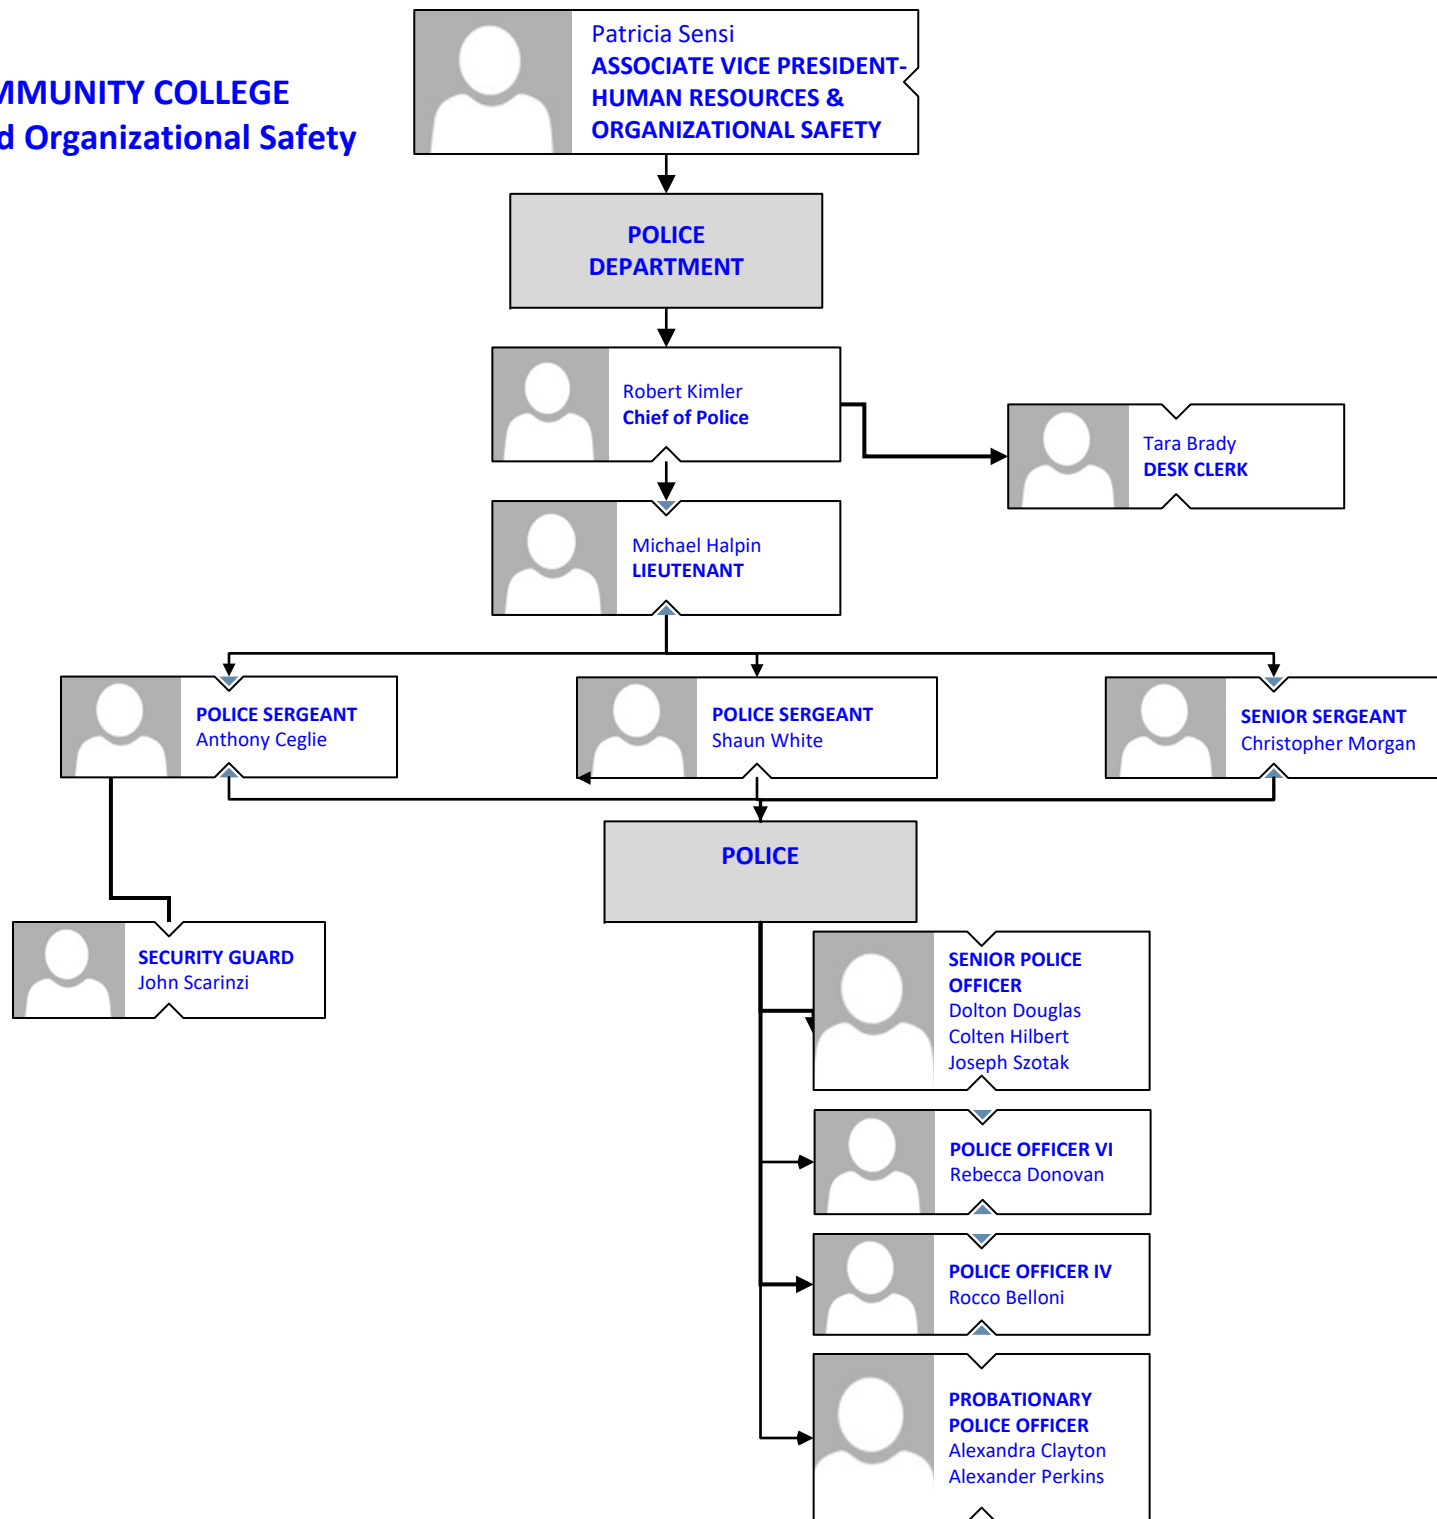 COLLEGE
Organizational Safety
Patricia Sensi
ASSOCIATE VICE PRESIDENT-
HUMAN RESOURCES &
ORGANIZATIONAL SAFETY
POLICE
DEPARTMENT
Robert Kimler
Chief of Police
Tara Brady
DESK CLERK
Michael Halpin
LIEUTENANT
POLICE SERGEANT
Anthony Ceglie
POLICE SERGEANT
Shaun White
SENIOR SERGEANT
Christopher Morgan
POLICE
SECURITY GUARD
John Scarinzi
SENIOR POLICE
OFFICER
Dolton Douglas
Colten Hilbert
Joseph Szotak
POLICE OFFICER VI
Rebecca Donovan
POLICE OFFICER IV
Rocco Belloni
PROBATIONARY
POLICE OFFICER
Alexandra Clayton
Alexander Perkins